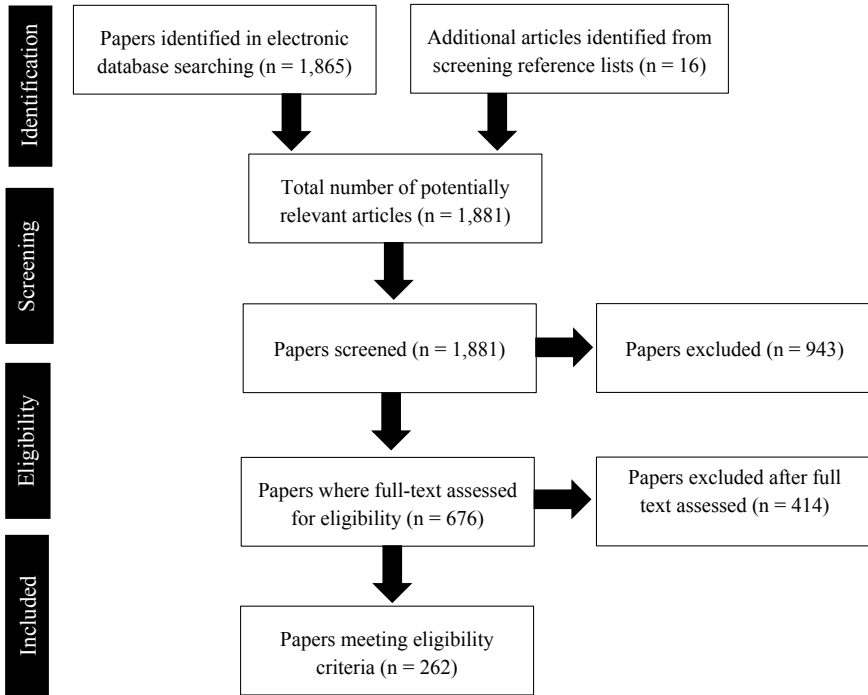 Identification
Papers identified in electronic
database searching (n = 1,865)
Additional articles identified from
screening reference lists (n = 16)
Screening
Total number of potentially
relevant articles (n = 1,881)
Papers screened (n = 1,881)
Papers excluded (n = 943)
Eligibility
Papers where full-text assessed
for eligibility (n = 676)
Papers excluded after full
text assessed (n = 414)
Included
Papers meeting eligibility
criteria (n = 262)